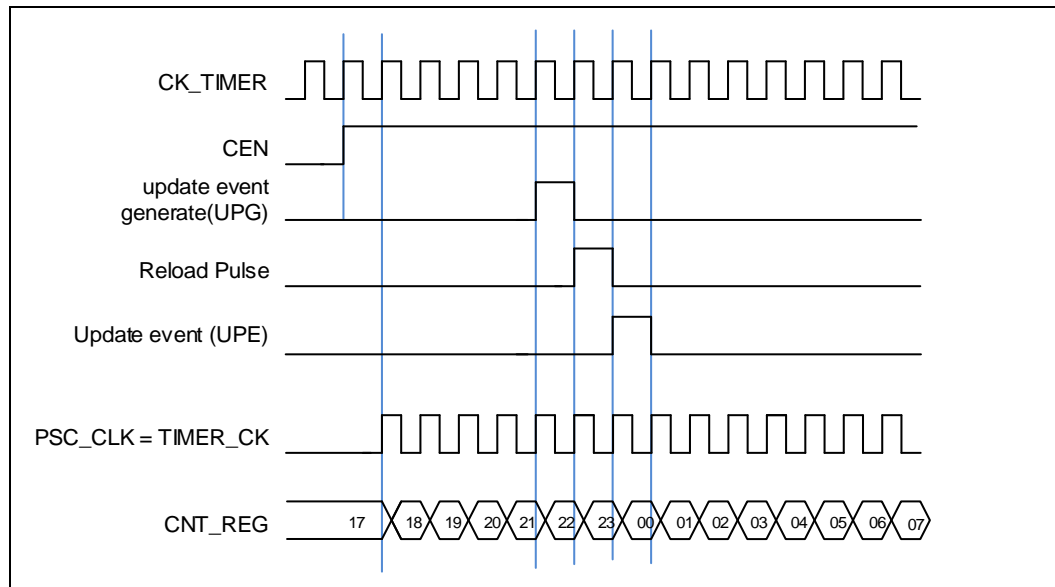 CK_TIMER
CEN
update event
generate(UPG)
Reload Pulse
Update event (UPE)
PSC_CLK = TIMER_CK
CNT_REG 17 18 19 20 21 22 23 00 01 02 03 04 05 06 07